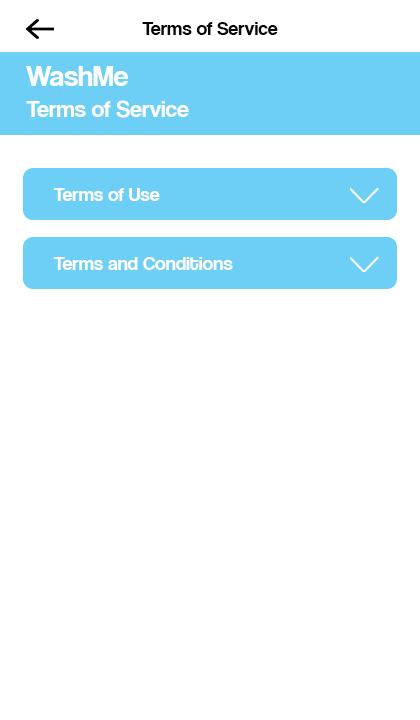 Terms of Service
WashMe
Terms of Service
Terms of Use
Terms and Conditions